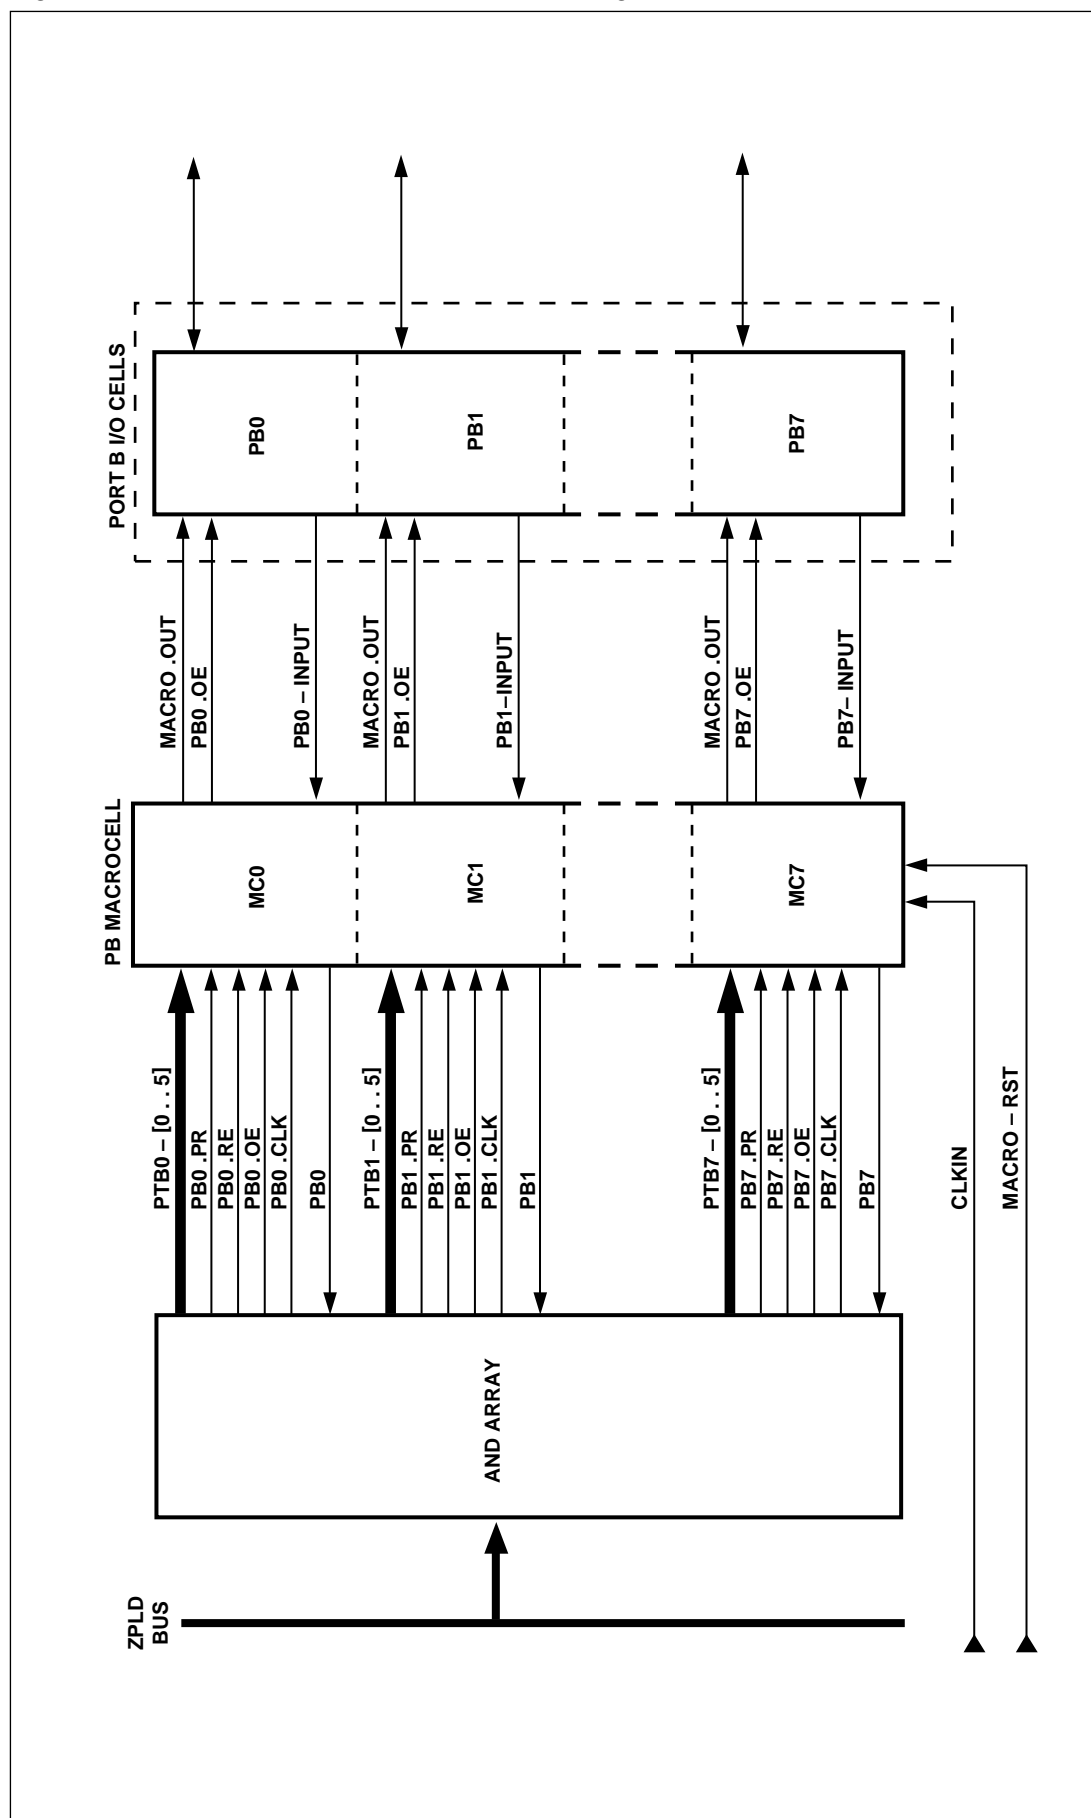 ZPLD
BUS
AND ARRAY
PTB0 – [0 . . . 5]
PB0 .PR
PB0 .RE
PB0 .OE
PB0 .CLK
PB0
PTB1 – [0 . . . 5]
PB1 .PR
PB1 .RE
PB1 .OE
PB1 .CLK
PB1
PTB7 – [0 . . . 5]
PB7 .PR
PB7 .RE
PB7 .OE
PB7 .CLK
PB7
CLKIN
MACRO – RST
PB MACROCELL
MC0
MC1
MC7
MACRO .OUT
PB0 .OE
PB0 – INPUT
MACRO .OUT
PB1 .OE
PB1–INPUT
MACRO .OUT
PB7 .OE
PB7– INPUT
PORT B I/O CELLS
PB0
PB1
PB7